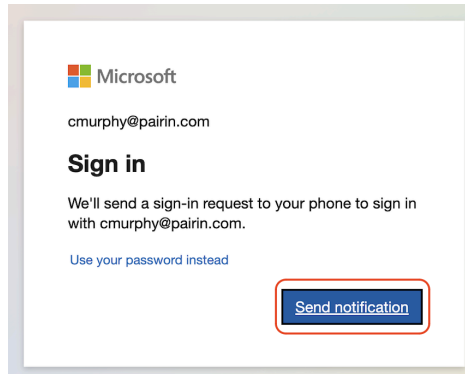 Microsoft
cmurphy@pairin.com
Sign in
We'll send a sign-in request to your phone to sign in
with cmurphy@pairin.com.
Use your password instead
Send notification